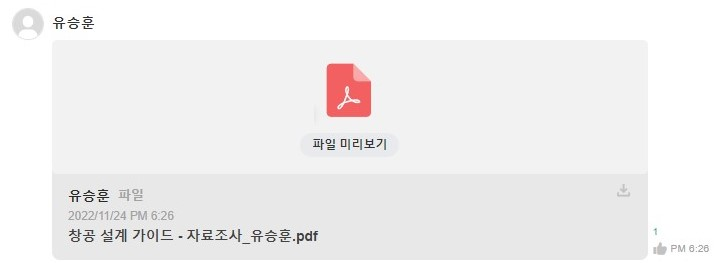 유승훈
파일 미리보기
유승훈 파일
2022/11/24 PM 6:26
창공 설계 가이드 - 자료조사_유승훈.pdf
1
PM 6:26